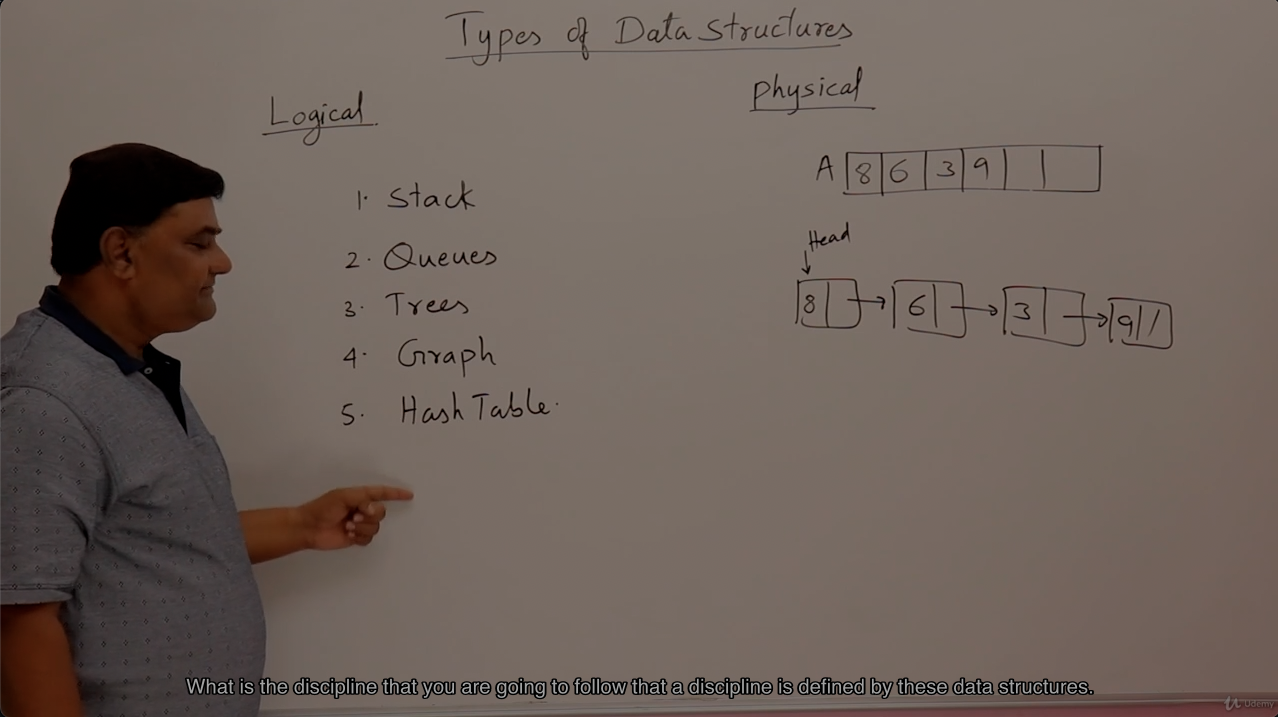 Types of Data Structures
Logical
1. Stack
2. Queues
3. Trees
4. Graph
5. Hash Table.
Physical
A 8 6 3 9
Head
8 6 3 9 /
What is the discipline that you are going to follow that a discipline is defined by these data structures.
Udemy